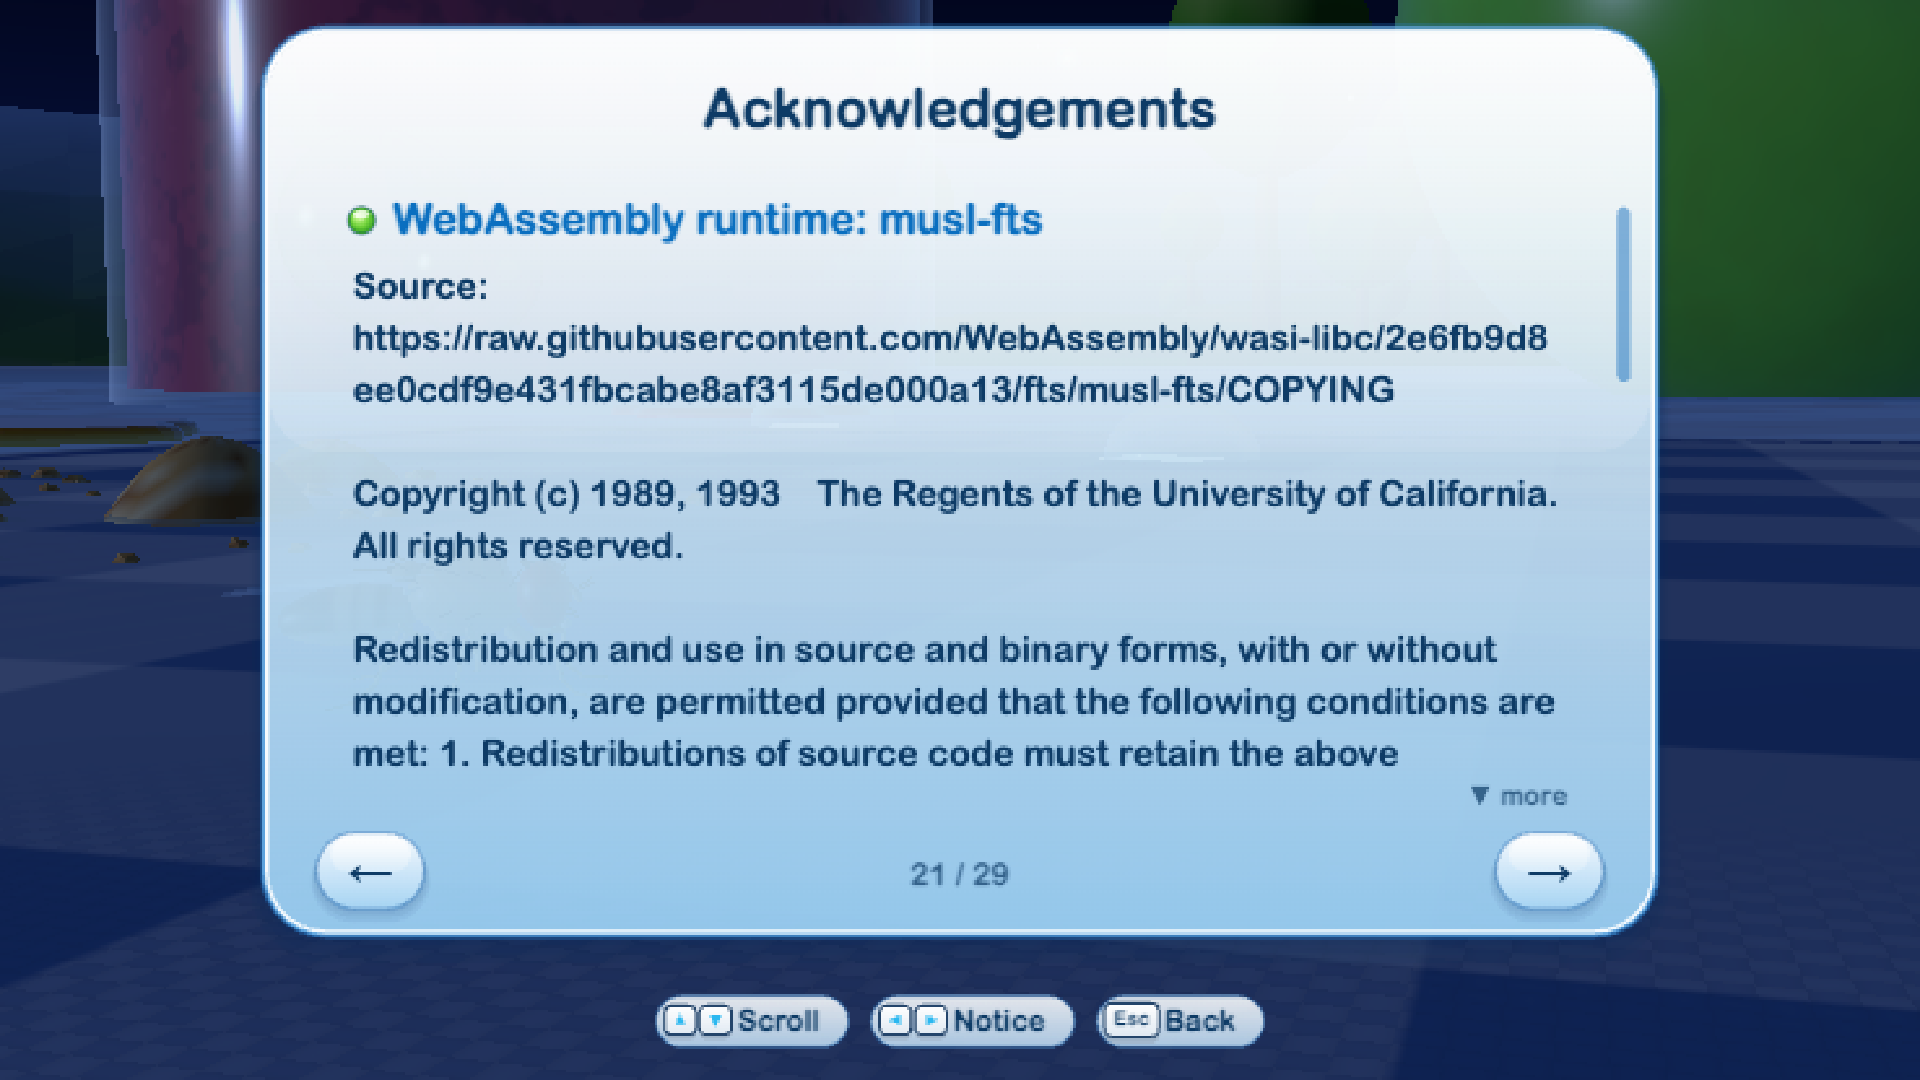 Acknowledgements
WebAssembly runtime: musl-fts
Source:
https://raw.githubusercontent.com/WebAssembly/wasi-libc/2e6fb9d8
ee0cdf9e431fbcabe8af3115de000a13/fts/musl-fts/COPYING
Copyright (c) 1989, 1993 The Regents of the University of California.
All rights reserved.
Redistribution and use in source and binary forms, with or without
modification, are permitted provided that the following conditions are
met: 1. Redistributions of source code must retain the above
▼ more
← 21 / 29 →
▲ ▼ Scroll ◀ ▶ Notice Esc Back